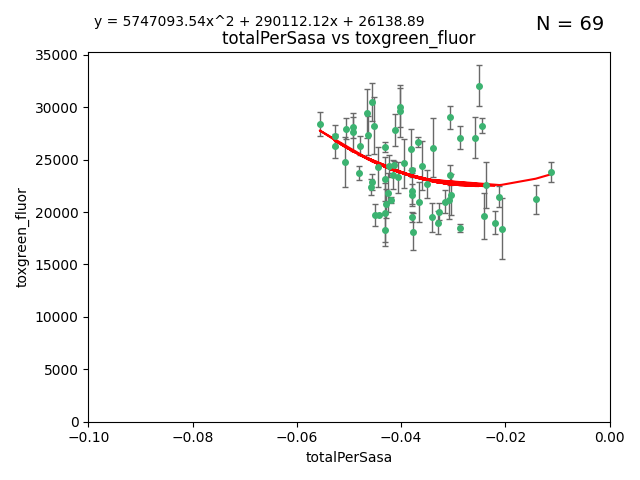 y = 5747093.54x^2 + 290112.12x + 26138.89
N = 69
totalPerSasa vs toxgreen_fluor
35000
30000
25000
20000
15000
10000
5000
0
toxgreen_fluor
−0.10 −0.08 −0.06 −0.04 −0.02 0.00
totalPerSasa